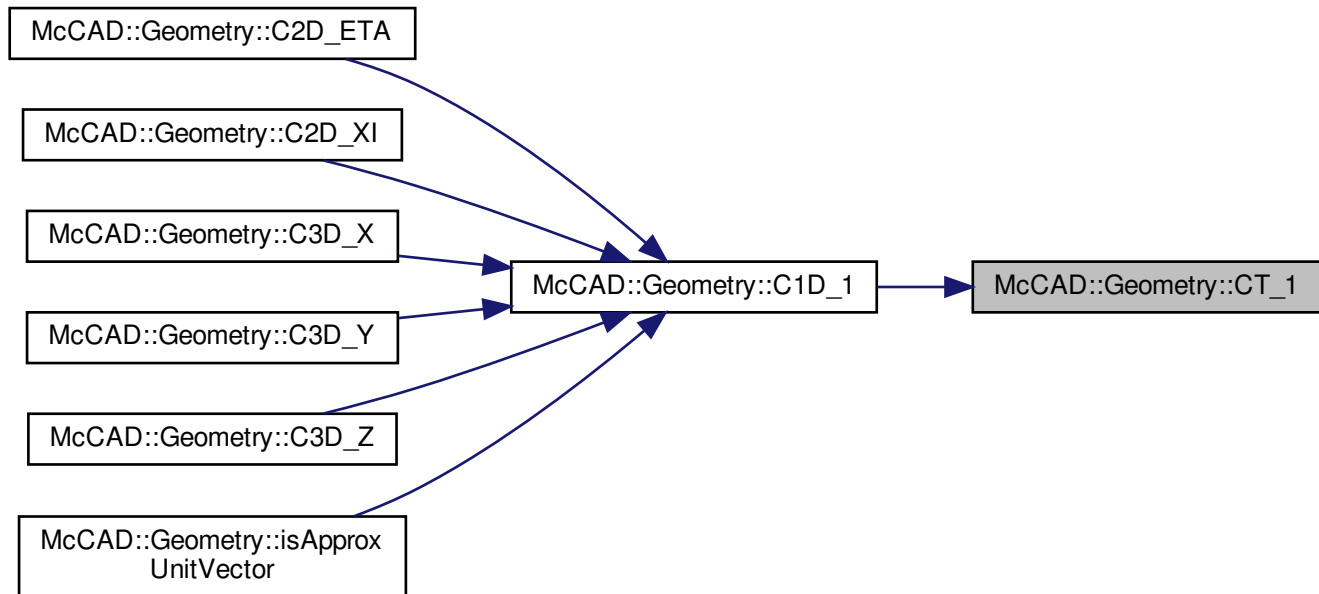 McCAD::Geometry::C2D_ETA
McCAD::Geometry::C2D_XI
McCAD::Geometry::C3D_X
McCAD::Geometry::C3D_Y
McCAD::Geometry::C3D_Z
McCAD::Geometry::isApprox
UnitVector
McCAD::Geometry::C1D_1
McCAD::Geometry::CT_1